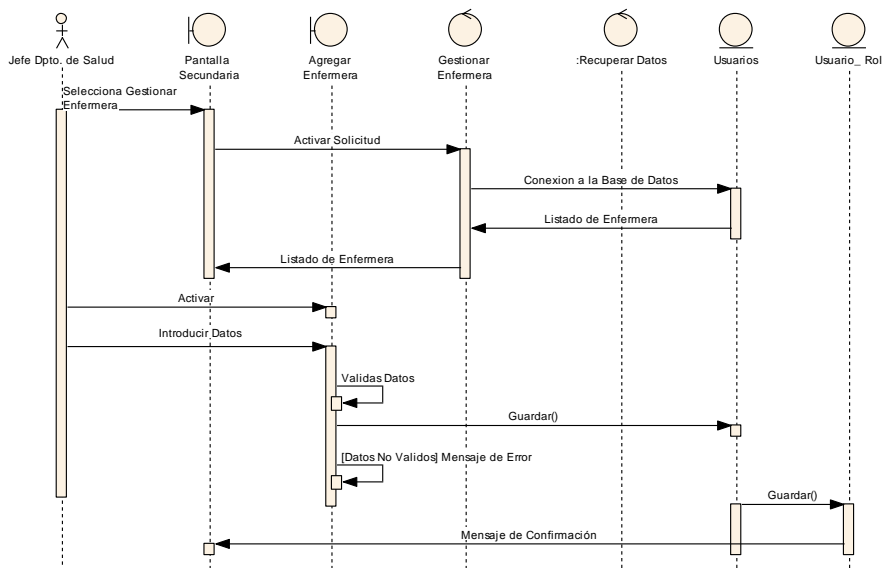 Jefe Dpto. de Salud
Pantalla
Secundaria
Agregar
Enfermera
Gestionar
Enfermera
:Recuperar Datos
Usuarios
Usuario_ Rol
Selecciona Gestionar
Enfermera
Activar Solicitud
Conexion a la Base de Datos
Listado de Enfermera
Listado de Enfermera
Activar
Introducir Datos
Validas Datos
Guardar()
[Datos No Validos] Mensaje de Error
Guardar()
Mensaje de Confirmación